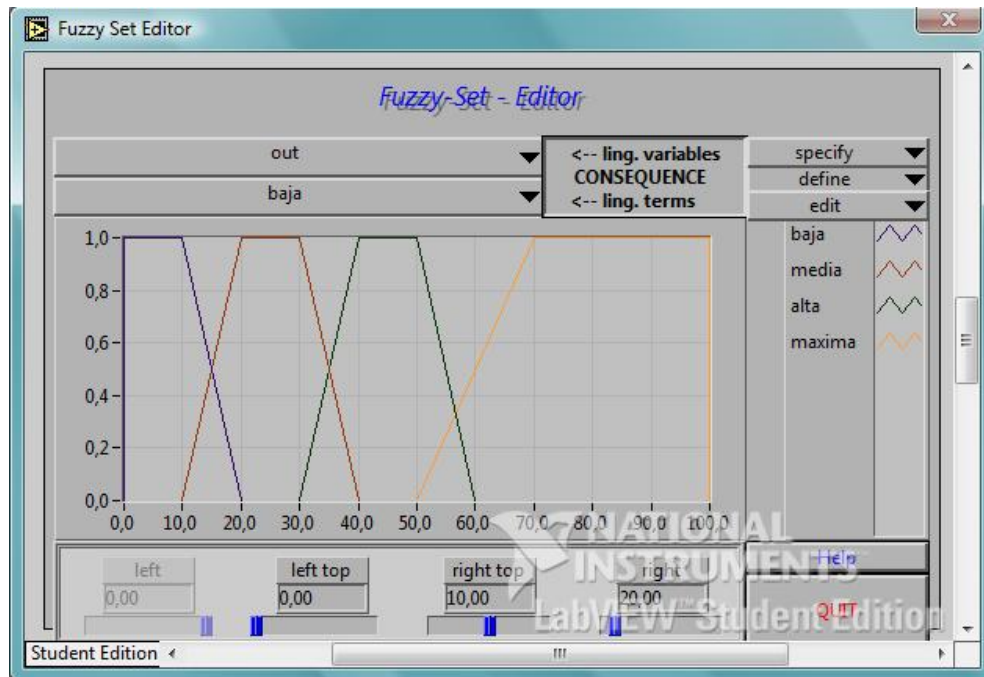 Fuzzy Set Editor
Fuzzy-Set - Editor
out
<-- ling. variables
CONSEQUENCE
<-- ling. terms
baja
specify
define
edit
1,0
0,8
0,6
0,4
0,2
0,0
0,0 10,0 20,0 30,0 40,0 50,0 60,0 70,0 80,0 90,0 100,0
baja
media
alta
maxima
left
0,00
left top
0,00
right top
10,00
right
20,00
Help
QUIT
NATIONAL
INSTRUMENTS™
LabVIEW™ Student Edition
Student Edition